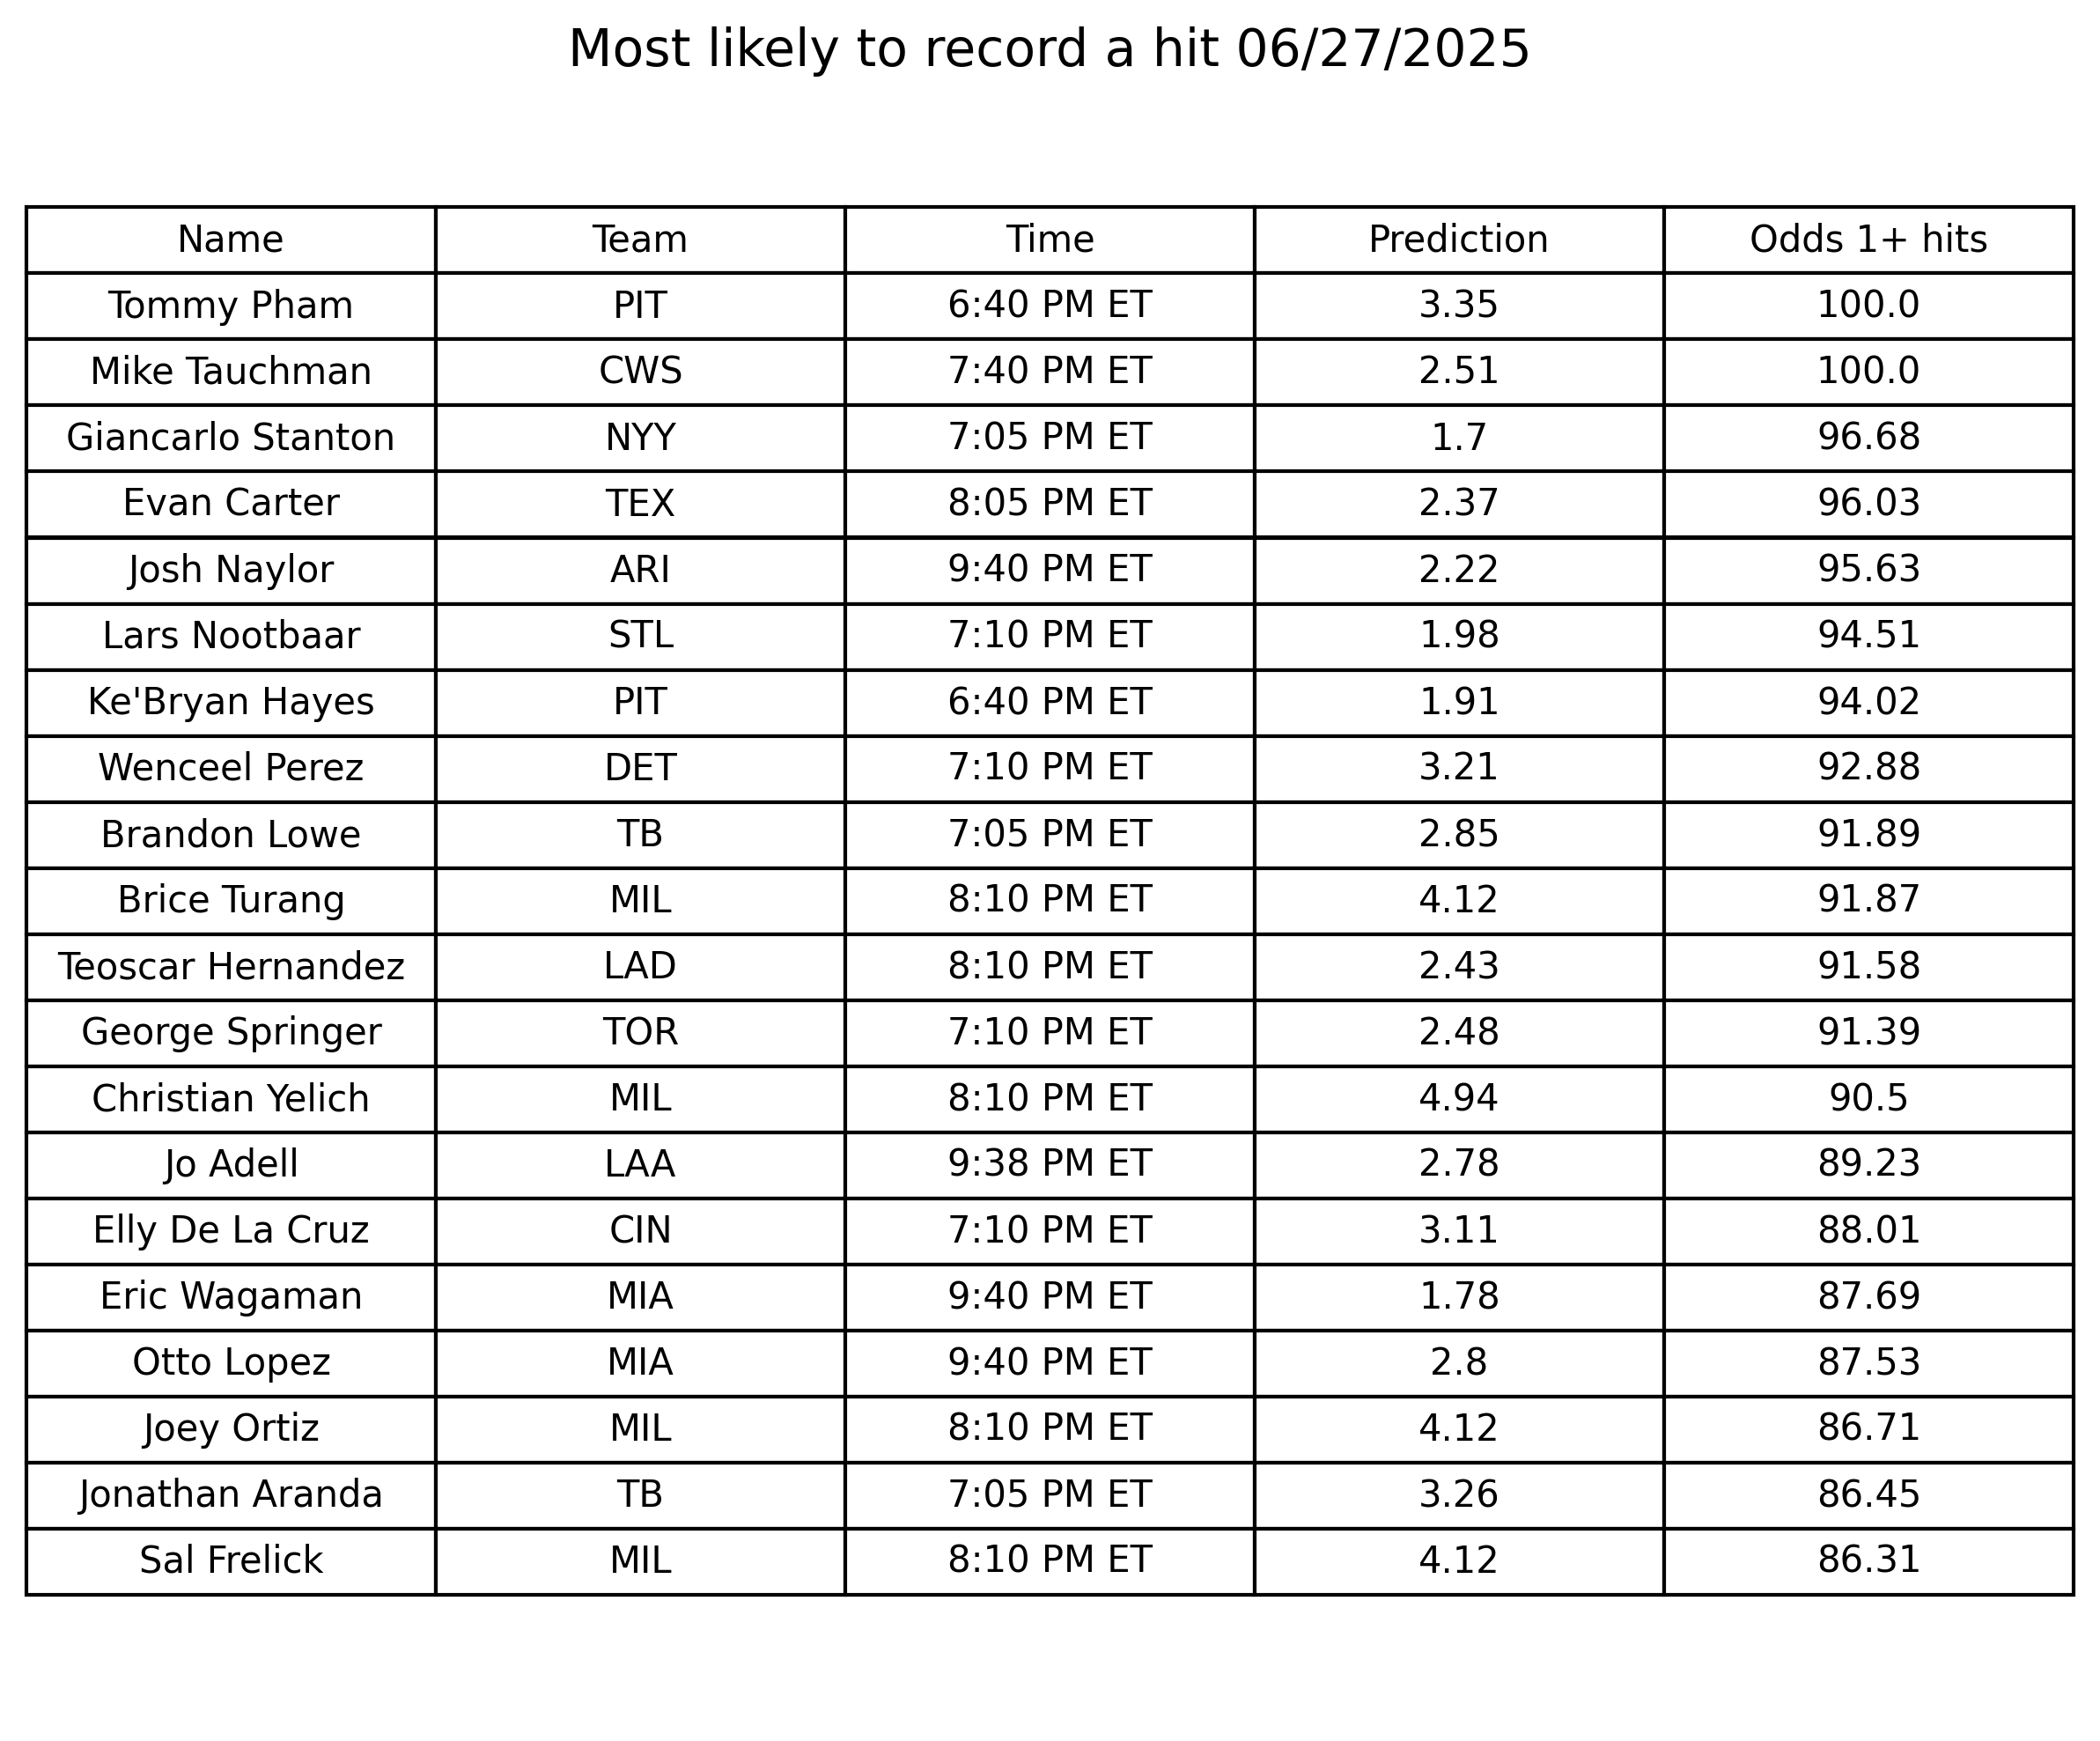 Most likely to record a hit 06/27/2025
Name Team Time Prediction Odds 1+ hits
Tommy Pham PIT 6:40 PM ET 3.35 100.0
Mike Tauchman CWS 7:40 PM ET 2.51 100.0
Giancarlo Stanton NYY 7:05 PM ET 1.7 96.68
Evan Carter TEX 8:05 PM ET 2.37 96.03
Josh Naylor ARI 9:40 PM ET 2.22 95.63
Lars Nootbaar STL 7:10 PM ET 1.98 94.51
Ke'Bryan Hayes PIT 6:40 PM ET 1.91 94.02
Wenceel Perez DET 7:10 PM ET 3.21 92.88
Brandon Lowe TB 7:05 PM ET 2.85 91.89
Brice Turang MIL 8:10 PM ET 4.12 91.87
Teoscar Hernandez LAD 8:10 PM ET 2.43 91.58
George Springer TOR 7:10 PM ET 2.48 91.39
Christian Yelich MIL 8:10 PM ET 4.94 90.5
Jo Adell LAA 9:38 PM ET 2.78 89.23
Elly De La Cruz CIN 7:10 PM ET 3.11 88.01
Eric Wagaman MIA 9:40 PM ET 1.78 87.69
Otto Lopez MIA 9:40 PM ET 2.8 87.53
Joey Ortiz MIL 8:10 PM ET 4.12 86.71
Jonathan Aranda TB 7:05 PM ET 3.26 86.45
Sal Frelick MIL 8:10 PM ET 4.12 86.31